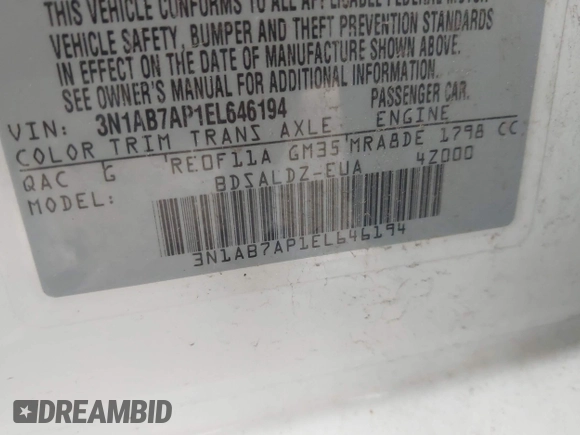 THIS VEHICLE CONFORMS TO ALL APPLICABLE FEDERAL MOTOR
VEHICLE SAFETY, BUMPER AND THEFT PREVENTION STANDARDS
IN EFFECT ON THE DATE OF MANUFACTURE SHOWN ABOVE.
SEE OWNER'S MANUAL FOR ADDITIONAL INFORMATION.
VIN: 3N1AB7AP1EL646194 PASSENGER CAR.
COLOR TRIM TRANS AXLE ENGINE
QAC G RE0F11A GM35 MRA8DE 1798 CC
MODEL: BDSALDZ-EUA 4Z000
3N1AB7AP1EL646194
DREAMBID